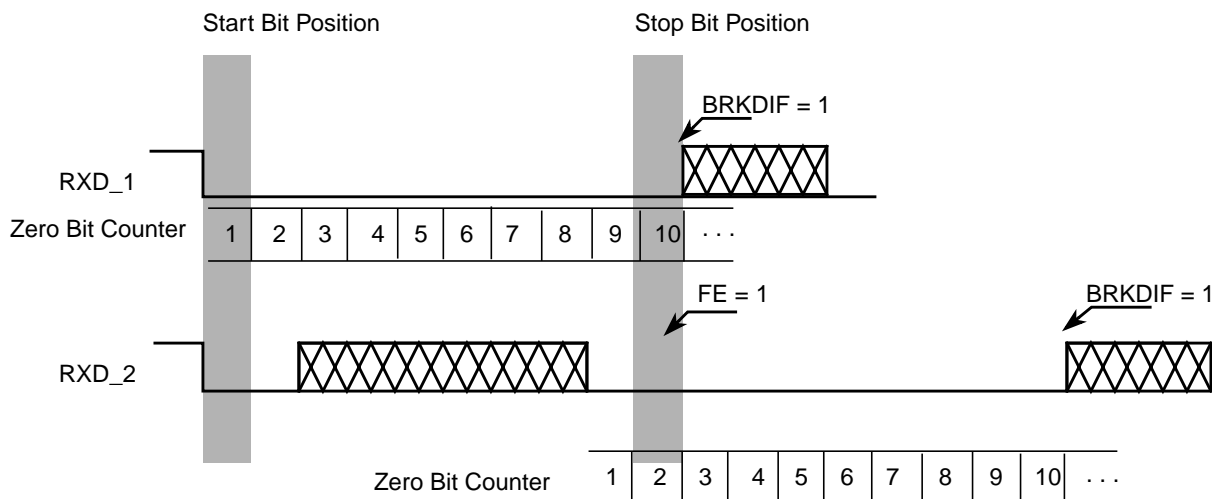 Start Bit Position Stop Bit Position
BRKDIF = 1
RXD_1
Zero Bit Counter 1 2 3 4 5 6 7 8 9 10 . . .
FE = 1 BRKDIF = 1
RXD_2
Zero Bit Counter 1 2 3 4 5 6 7 8 9 10 . . .